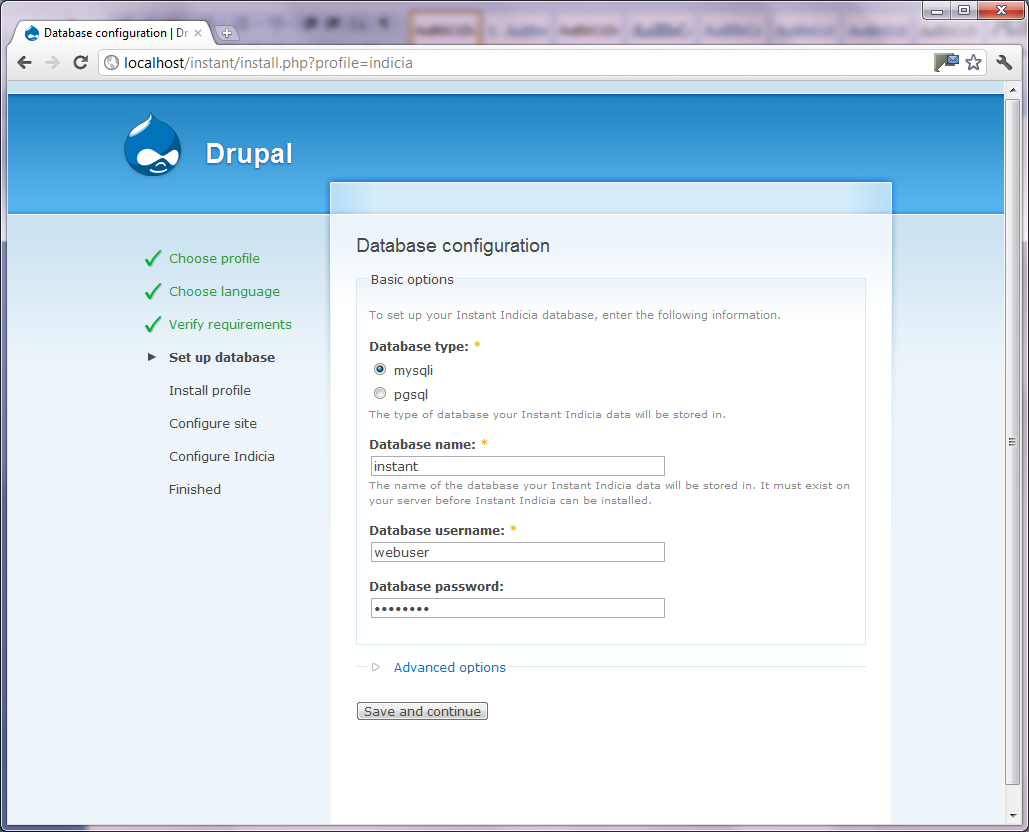 Database configuration | Dr
localhost/instant/install.php?profile=indicia
Drupal
Choose profile
Choose language
Verify requirements
Set up database
Install profile
Configure site
Configure Indicia
Finished
Database configuration
Basic options
To set up your Instant Indicia database, enter the following information.
Database type: *
mysqli
pgsql
The type of database your Instant Indicia data will be stored in.
Database name: *
instant
The name of the database your Instant Indicia data will be stored in. It must exist on
your server before Instant Indicia can be installed.
Database username: *
webuser
Database password:
••••••••
Advanced options
Save and continue